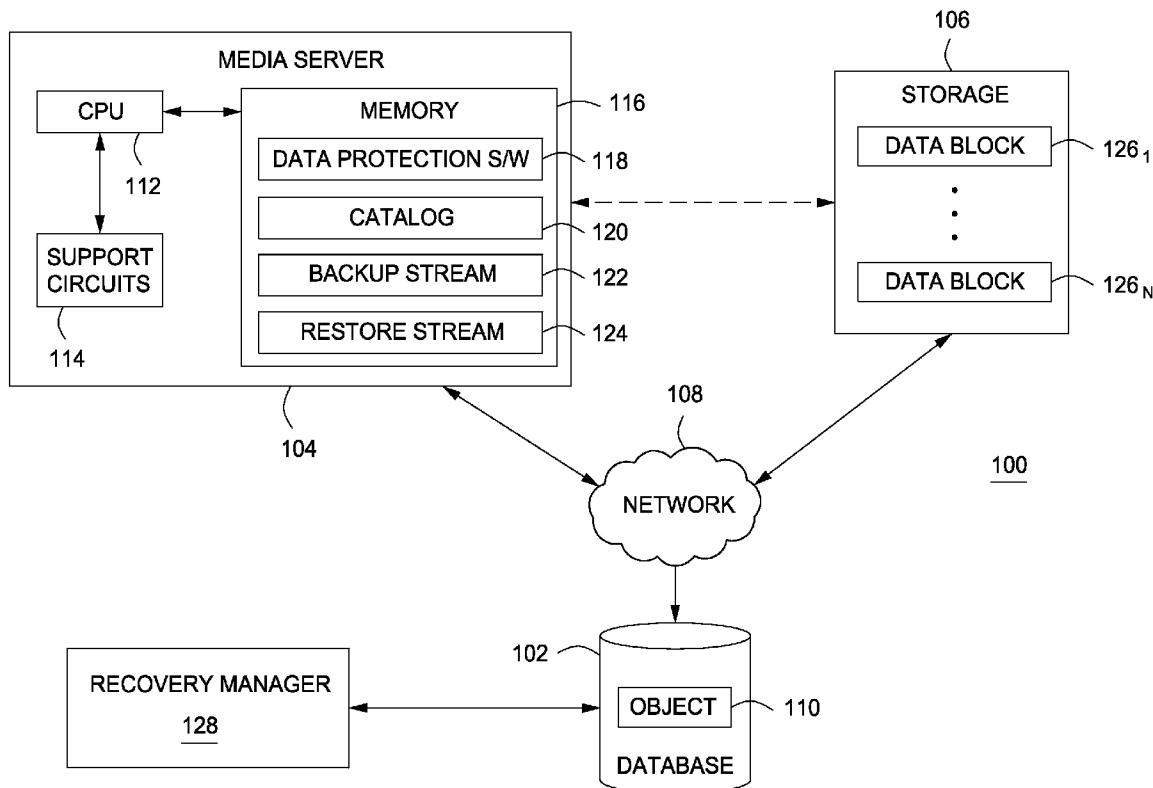 MEDIA SERVER
CPU
112
SUPPORT
CIRCUITS
114
MEMORY
116
DATA PROTECTION S/W
118
CATALOG
120
BACKUP STREAM
122
RESTORE STREAM
124
104
106
STORAGE
DATA BLOCK
126₁
DATA BLOCK
126_N
108
NETWORK
100
102
OBJECT
110
DATABASE
RECOVERY MANAGER
128